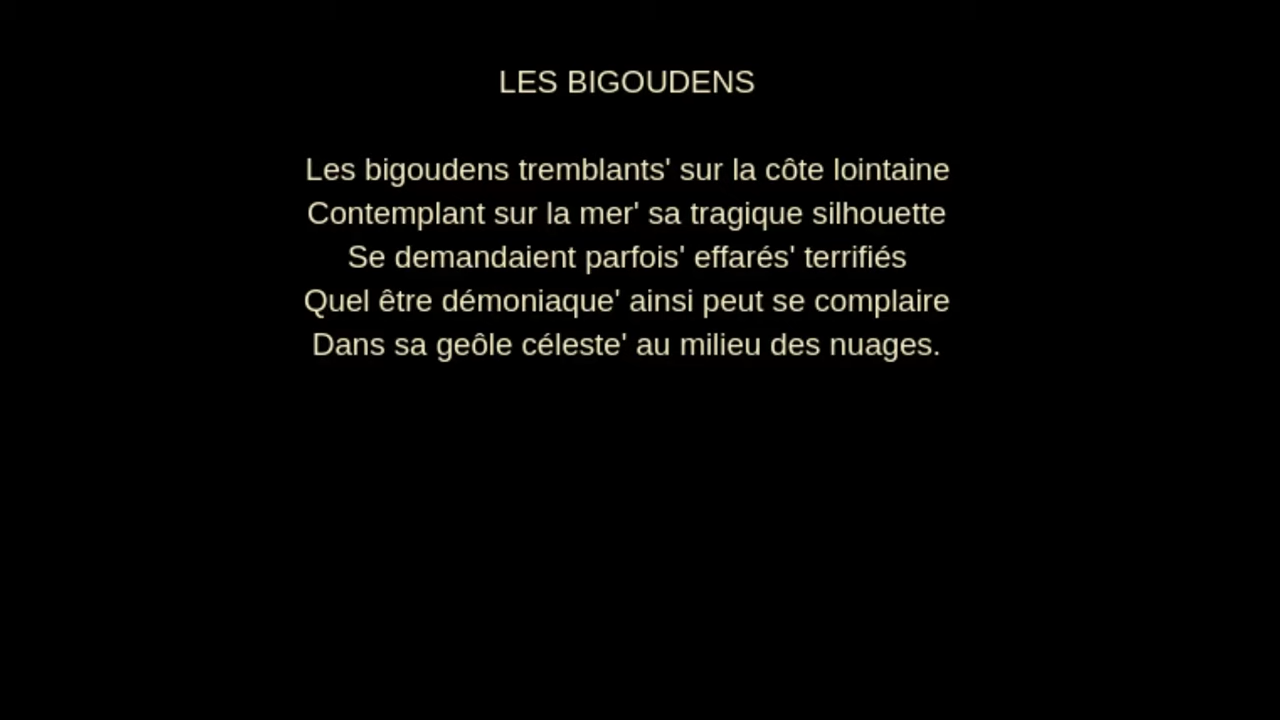 LES BIGOUDENS
Les bigoudens tremblants' sur la côte lointaine
Contemplant sur la mer' sa tragique silhouette
Se demandaient parfois' effarés' terrifiés
Quel être démoniaque' ainsi peut se complaire
Dans sa geôle céleste' au milieu des nuages.